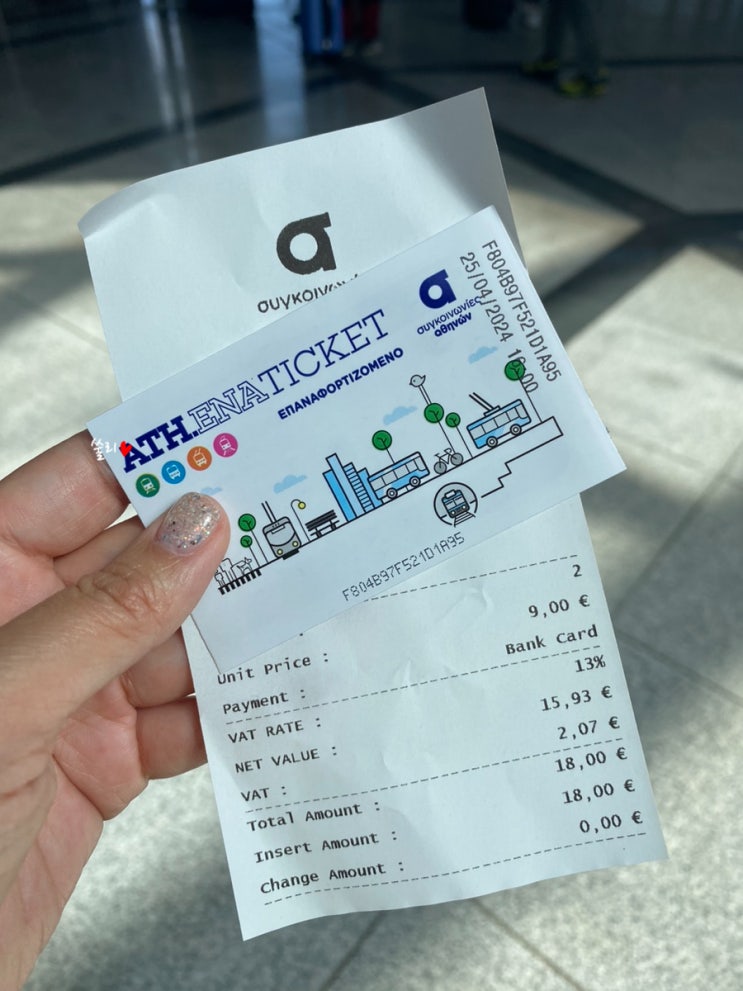 ATH.ENA TICKET
ΕΠΑΝΑΦΟΡΤΙΖΟΜΕΝΟ
συγκοινωνίες
αθηνών
F804B97F521D1A95
25/04/2024
F804B97F521D1A95
쏠리
2
Unit Price : 9,00 €
Payment : Bank Card
VAT RATE : 13%
NET VALUE : 15,93 €
VAT : 2,07 €
Total Amount : 18,00 €
Insert Amount : 18,00 €
Change Amount : 0,00 €